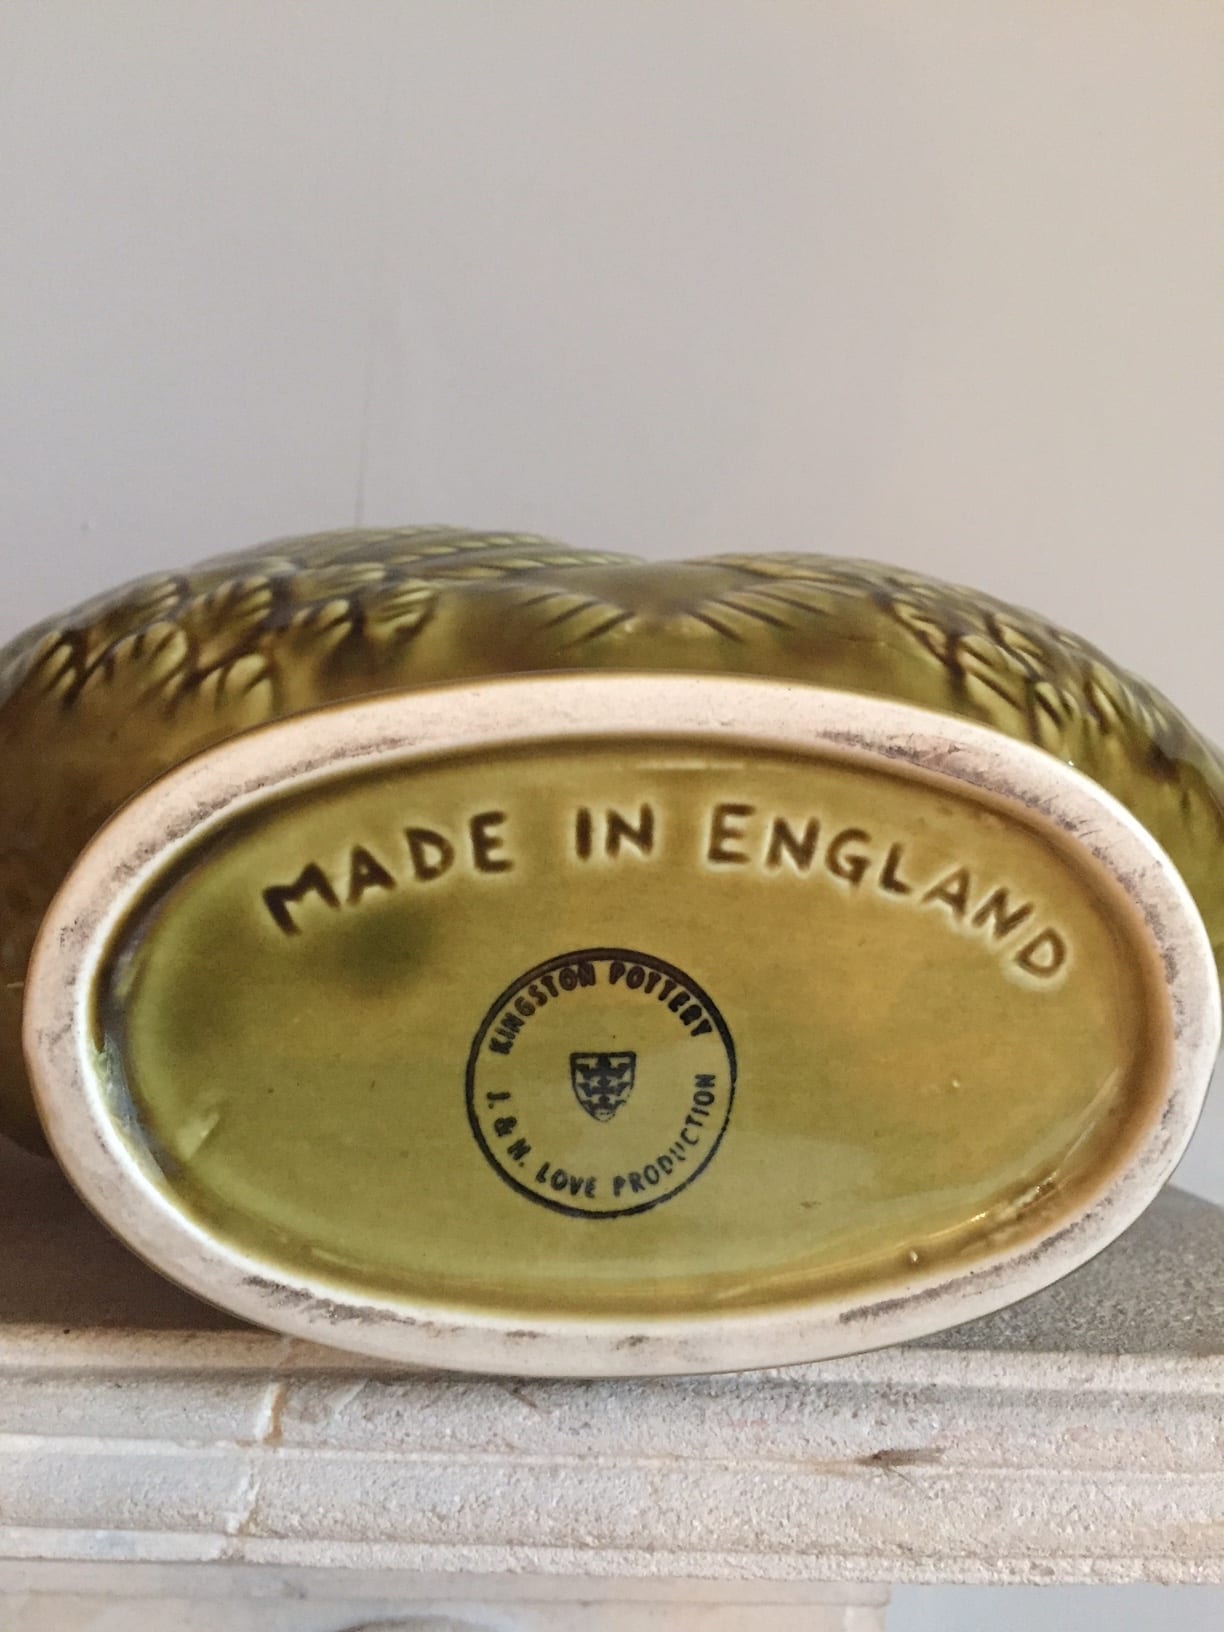 MADE IN ENGLAND
KINGSTON POTTERY
J. & N. LOVE PRODUCTION